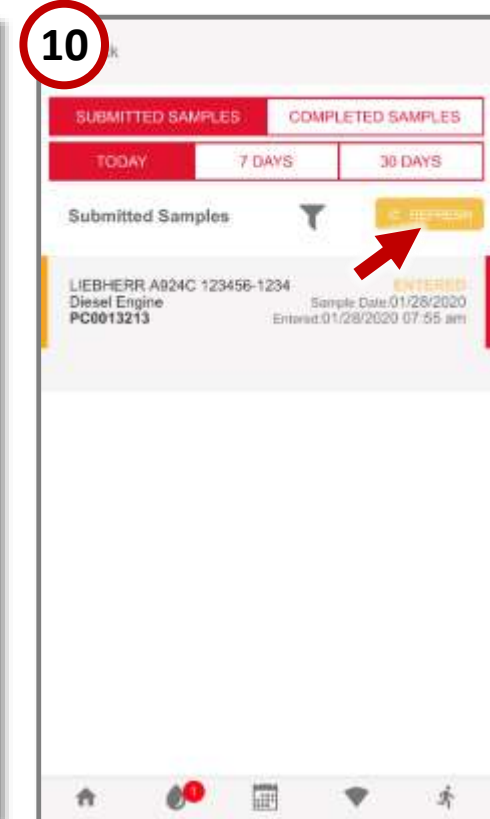 10
SUBMITTED SAMPLES COMPLETED SAMPLES
TODAY 7 DAYS 30 DAYS
Submitted Samples REFRESH
LIEBHERR A924C 123456-1234 ENTERED
Diesel Engine Sample Date:01/28/2020
PC0013213 Entered:01/28/2020 07:55 am
1